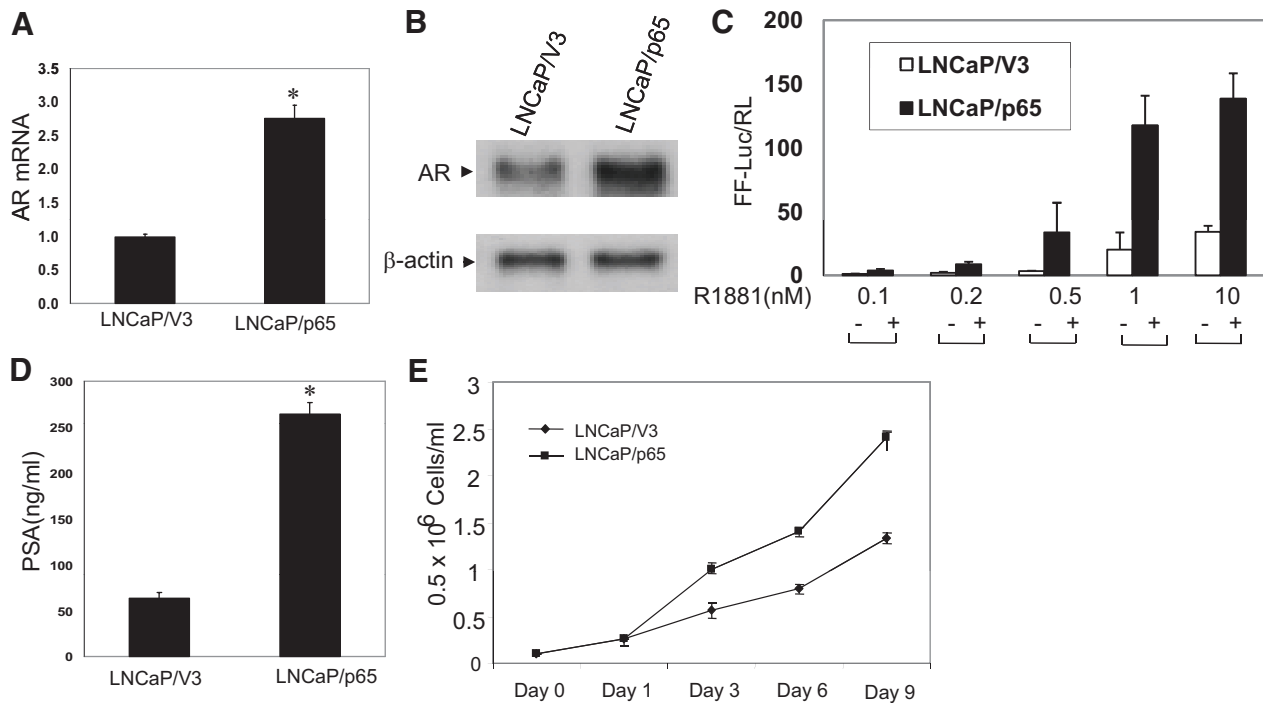 A
AR mRNA
3.5
3.0
2.5
2.0
1.5
1.0
0.5
0.0
*
LNCaP/V3
LNCaP/p65
B
LNCaP/V3
LNCaP/p65
AR
β-actin
C
FF-Luc/RL
200
150
100
50
0
LNCaP/V3
LNCaP/p65
R1881(nM)
0.1 0.2 0.5 1 10
- + - + - + - + - +
D
PSA(ng/ml)
300
250
200
150
100
50
0
*
LNCaP/V3
LNCaP/p65
E
0.5 x 10⁶ Cells/ml
3
2.5
2
1.5
1
0.5
0
LNCaP/V3
LNCaP/p65
Day 0 Day 1 Day 3 Day 6 Day 9